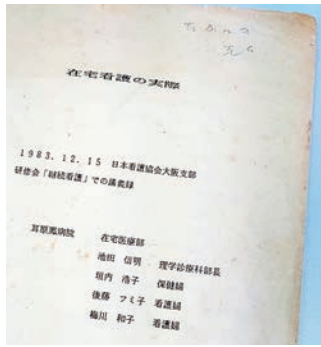 在宅看護の実際
1983.12.15 日本看護協会大阪支部
研修会「継続看護」での講義録
耳原鳳病院 在宅医療部
池田 信明 理学診療科部長
垣内 浩子 保健婦
後藤 フミ子 看護婦
梅川 和子 看護婦